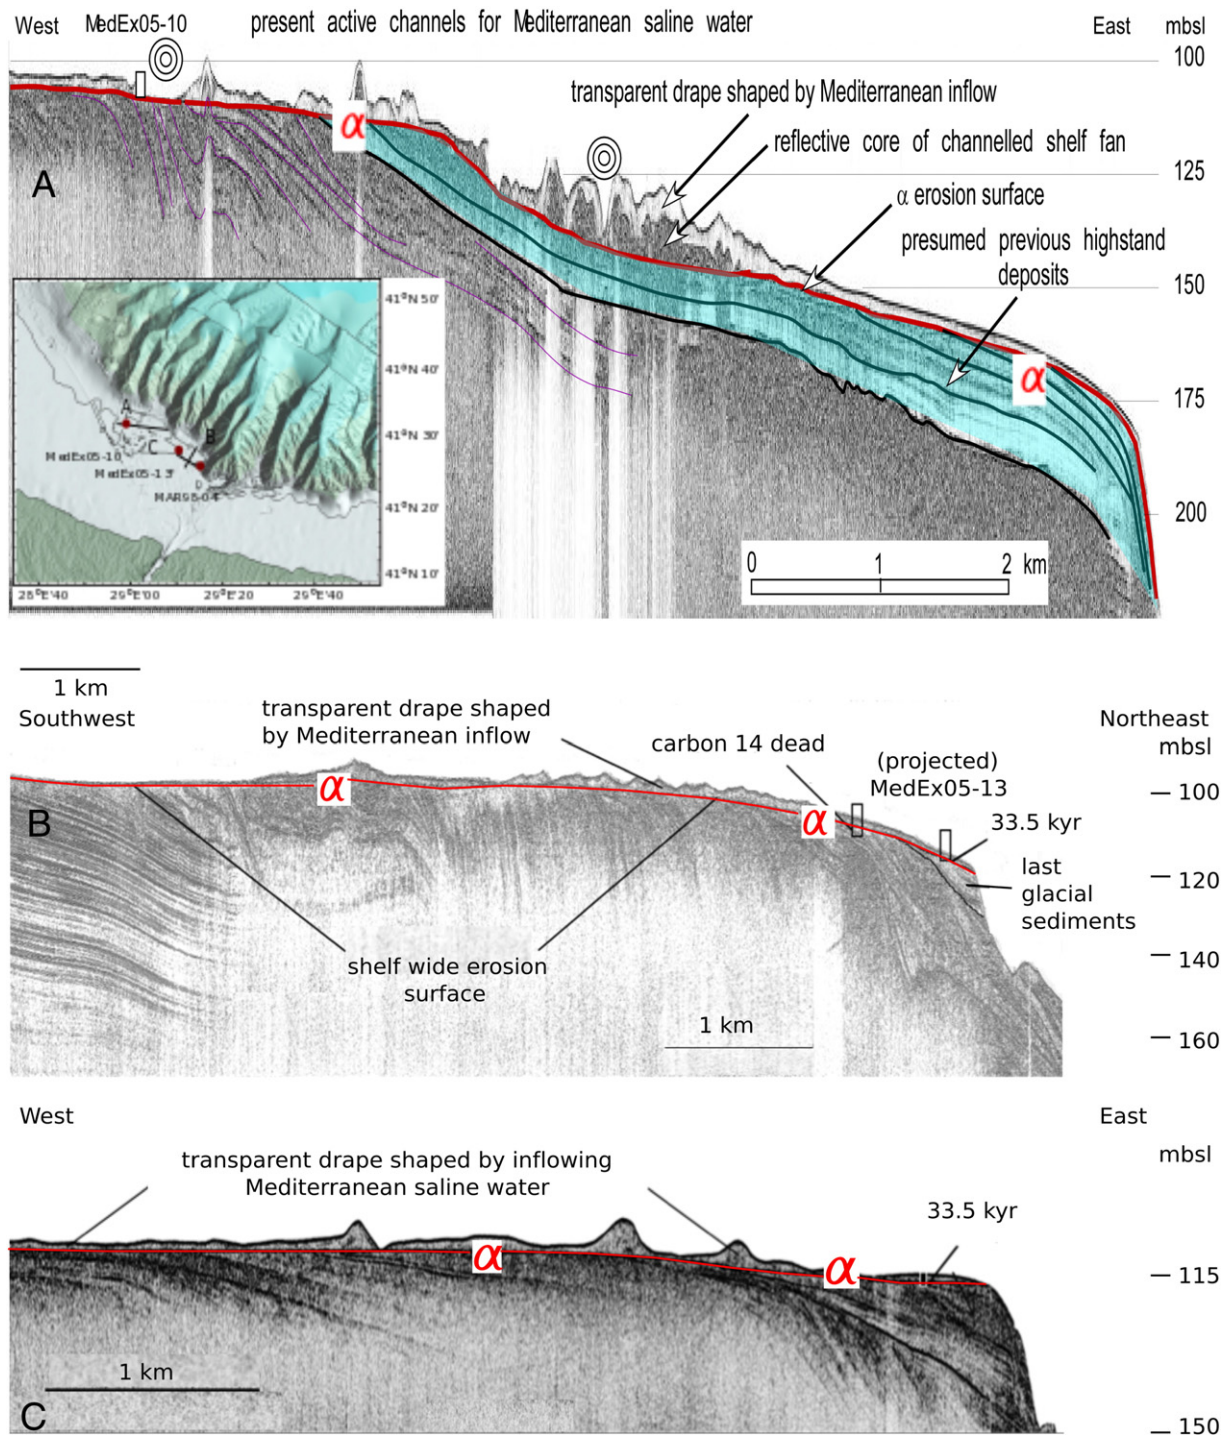 West MedEx05-10 present active channels for Mediterranean saline water East mbsl
100
transparent drape shaped by Mediterranean inflow
α
reflective core of channelled shelf fan
A
125
α erosion surface
presumed previous highstand
deposits
150
41°N 50'
α
41°N 40'
175
A
41°N 30'
B
C
MedEx05-10
MedEx05-13
MAR98-04
41°N 20'
200
0 1 2 km
41°N 10'
28°E'40 29°E'00 29°E'20 29°E'40
1 km
Southwest
transparent drape shaped
by Mediterranean inflow
carbon 14 dead
Northeast
mbsl
(projected)
MedEx05-13
α
100
B
α
33.5 kyr
last
glacial
sediments
120
shelf wide erosion
surface
140
1 km
160
West East
mbsl
transparent drape shaped by inflowing
Mediterranean saline water
33.5 kyr
α
α
115
1 km
C
150